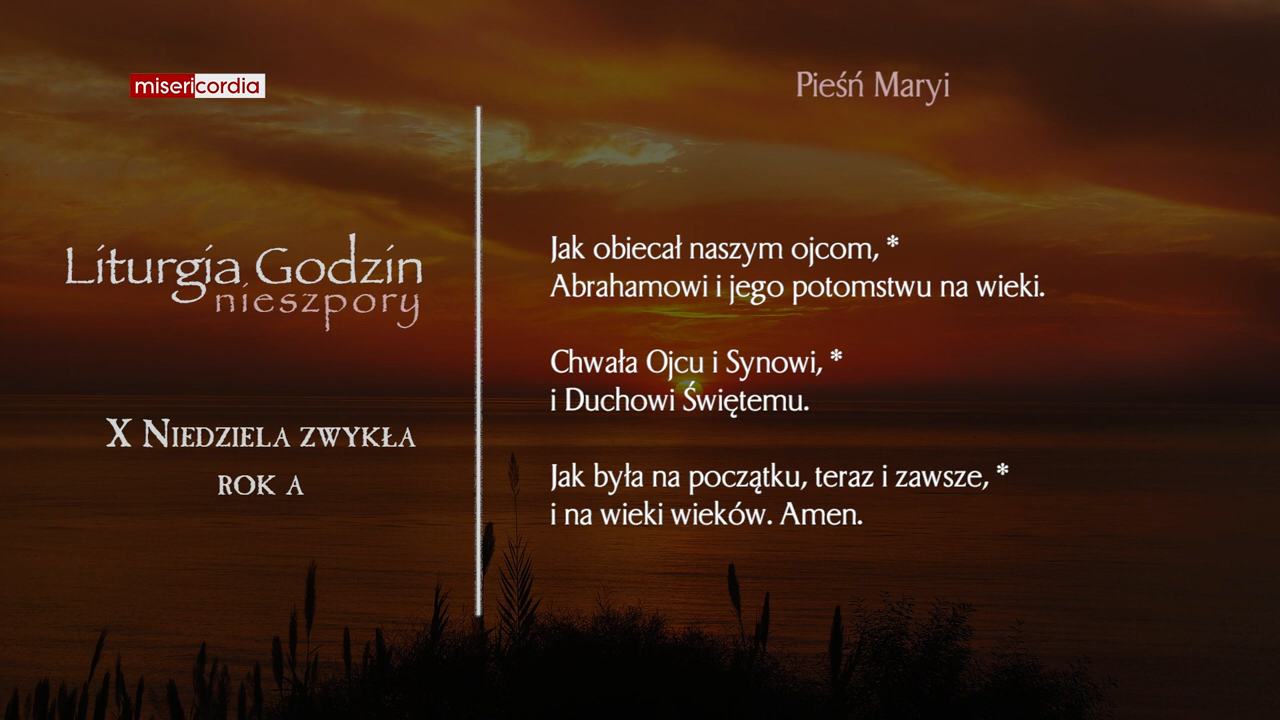 misericordia
Liturgia Godzin
nieszpory
X Niedziela zwykła
rok A
Pieśń Maryi
Jak obiecał naszym ojcom, *
Abrahamowi i jego potomstwu na wieki.
Chwała Ojcu i Synowi, *
i Duchowi Świętemu.
Jak była na początku, teraz i zawsze, *
i na wieki wieków. Amen.